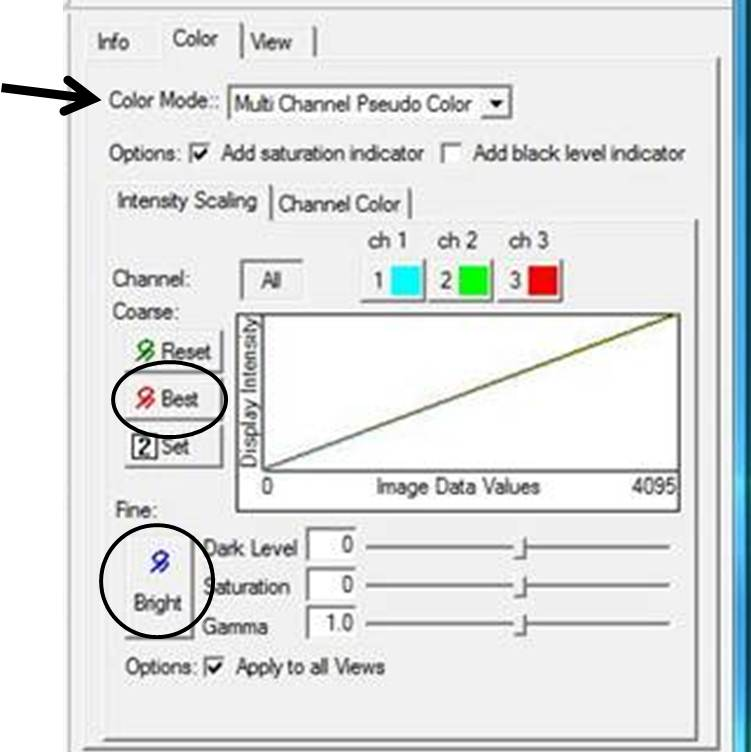 Info Color View
Color Mode:: Multi Channel Pseudo Color
Options: Add saturation indicator Add black level indicator
Intensity Scaling Channel Color
ch 1 ch 2 ch 3
Channel: All 1 2 3
Coarse:
Reset
Best
2 Set
Display Intensity
0 Image Data Values 4095
Fine:
Bright
Dark Level 0
Saturation 0
Gamma 1.0
Options: Apply to all Views